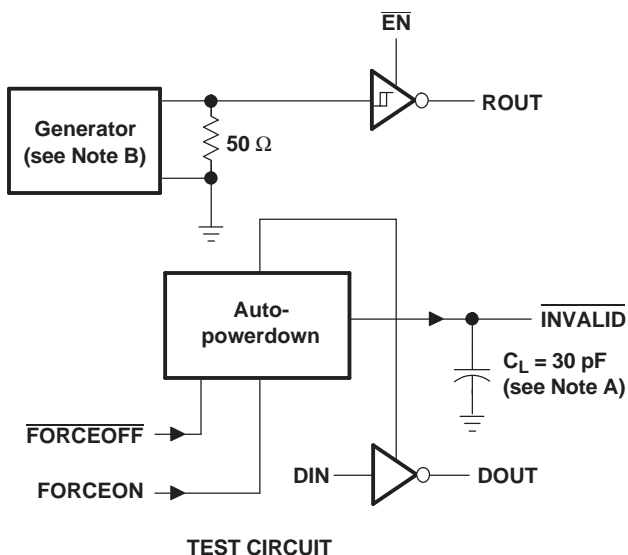 EN
ROUT
Generator
(see Note B)
50 Ω
Auto-
powerdown
INVALID
CL = 30 pF
(see Note A)
FORCEOFF
FORCEON
DIN
DOUT
TEST CIRCUIT